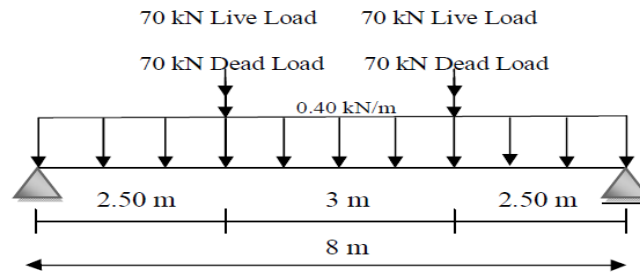 70 kN Live Load 70 kN Live Load
70 kN Dead Load 70 kN Dead Load
0.40 kN/m
2.50 m 3 m 2.50 m
8 m